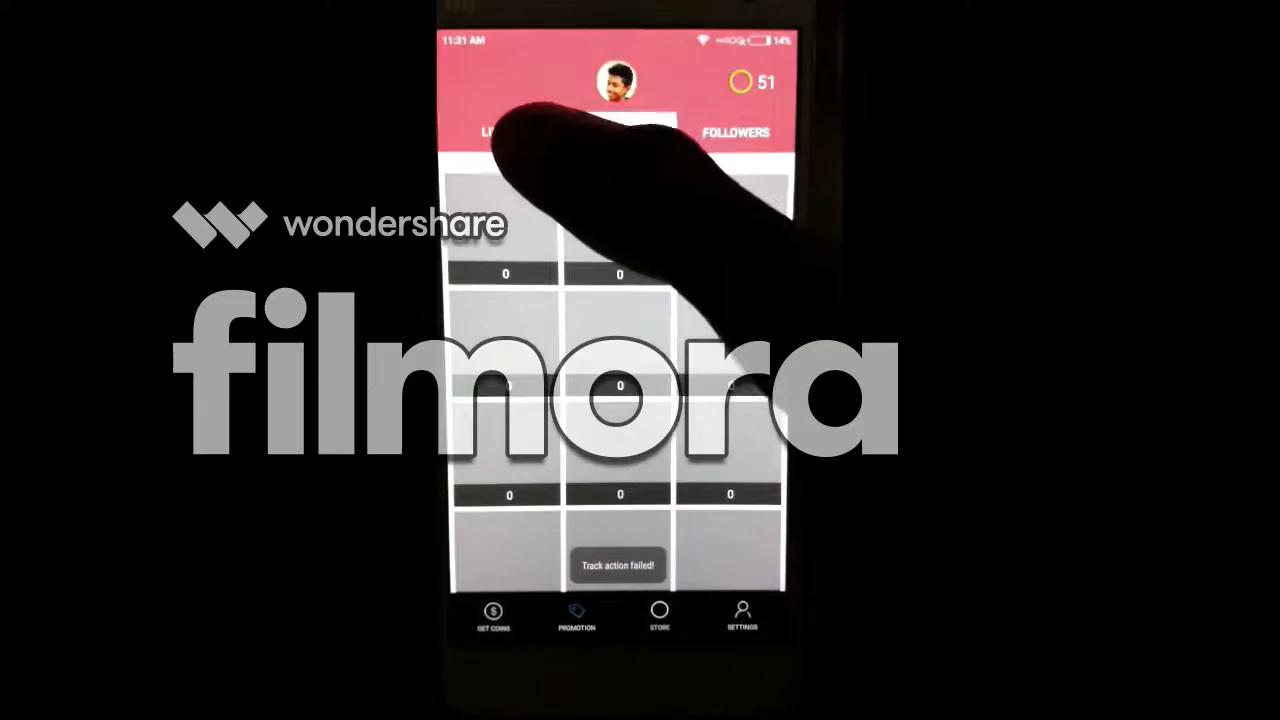 11:31 AM
14%
51
FOLLOWERS
wondershare
0 0
filmora
0 0
0 0 0
Track action failed!
GET COINS PROMOTION STORE SETTINGS